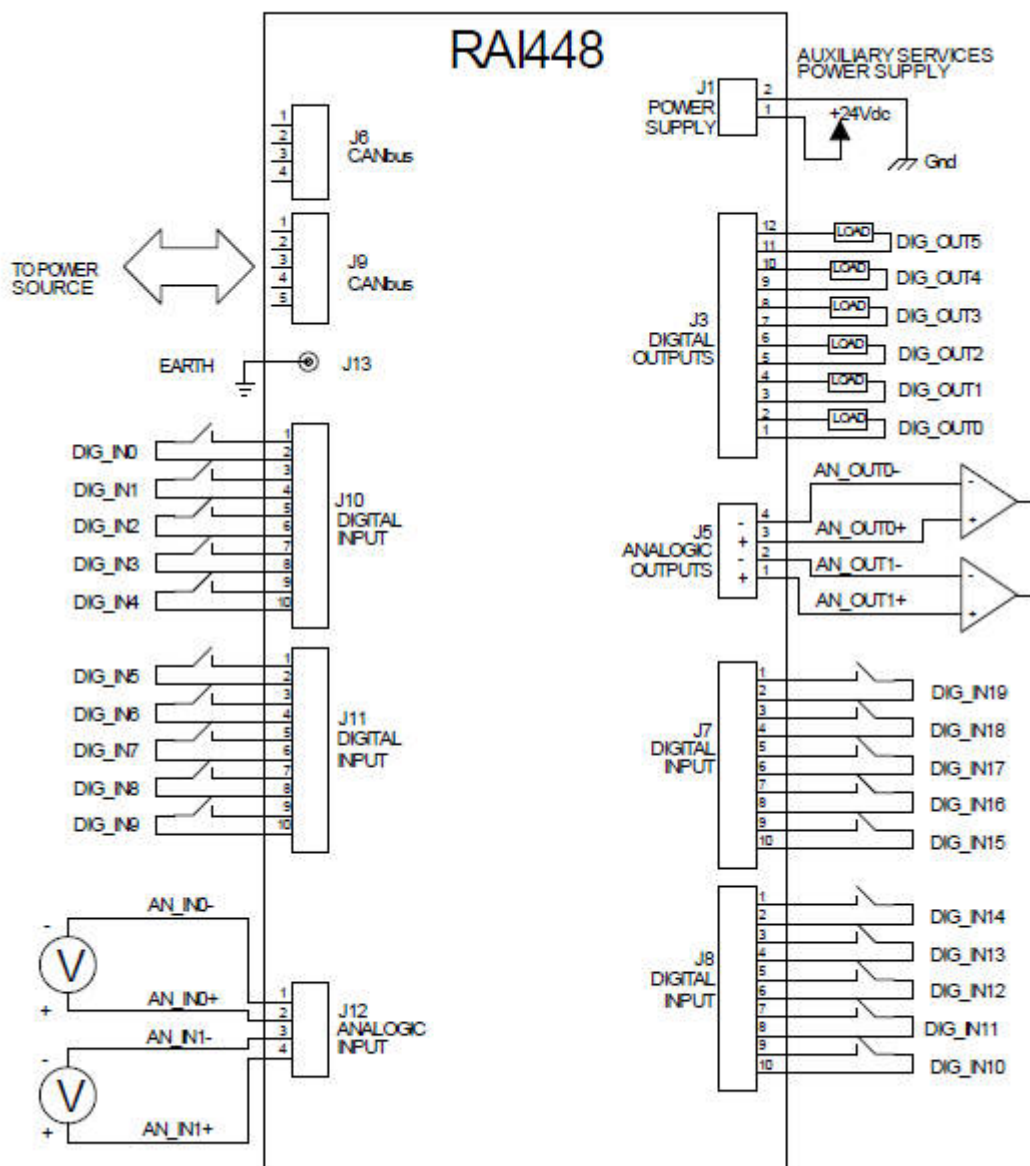 RAI448
AUXILIARY SERVICES
POWER SUPPLY
J1
POWER
SUPPLY
2
1
+24Vdc
Gnd
1
2
3
4
J6
CANbus
TO POWER
SOURCE
1
2
3
4
5
J9
CANbus
EARTH
J13
J3
DIGITAL
OUTPUTS
12
11
10
9
8
7
6
5
4
3
2
1
LOAD
DIG_OUT5
LOAD
DIG_OUT4
LOAD
DIG_OUT3
LOAD
DIG_OUT2
LOAD
DIG_OUT1
LOAD
DIG_OUT0
DIG_IN0
DIG_IN1
DIG_IN2
DIG_IN3
DIG_IN4
1
2
3
4
5
6
7
8
9
10
J10
DIGITAL
INPUT
J5
ANALOGIC
OUTPUTS
-
+
-
+
4
3
2
1
AN_OUT0-
AN_OUT0+
AN_OUT1-
AN_OUT1+
-
+
-
+
DIG_IN5
DIG_IN6
DIG_IN7
DIG_IN8
DIG_IN9
1
2
3
4
5
6
7
8
9
10
J11
DIGITAL
INPUT
J7
DIGITAL
INPUT
1
2
3
4
5
6
7
8
9
10
DIG_IN19
DIG_IN18
DIG_IN17
DIG_IN16
DIG_IN15
AN_IN0-
-
V
+
AN_IN0+
AN_IN1-
-
V
+
AN_IN1+
1
2
3
4
J12
ANALOGIC
INPUT
J8
DIGITAL
INPUT
1
2
3
4
5
6
7
8
9
10
DIG_IN14
DIG_IN13
DIG_IN12
DIG_IN11
DIG_IN10